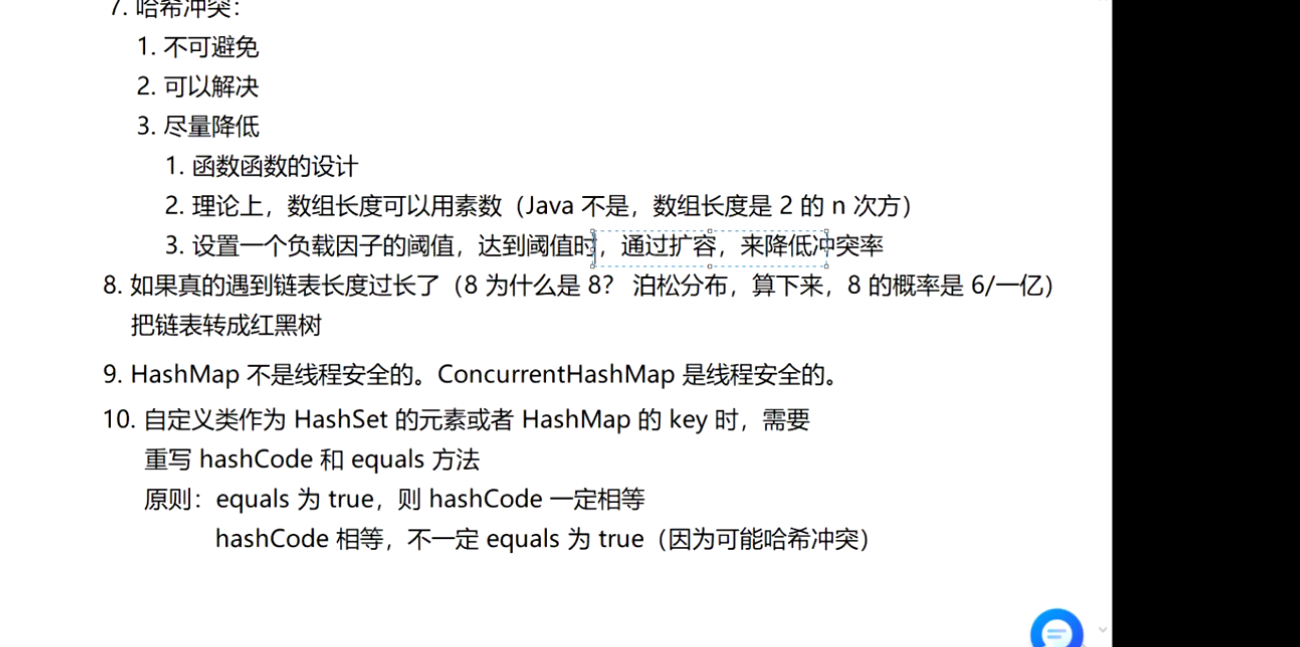 7. 哈希冲突：
1. 不可避免
2. 可以解决
3. 尽量降低
1. 函数函数的设计
2. 理论上，数组长度可以用素数（Java 不是，数组长度是 2 的 n 次方）
3. 设置一个负载因子的阈值，达到阈值时，通过扩容，来降低冲突率
8. 如果真的遇到链表长度过长了（8 为什么是 8？ 泊松分布，算下来，8 的概率是 6/一亿）
把链表转成红黑树
9. HashMap 不是线程安全的。ConcurrentHashMap 是线程安全的。
10. 自定义类作为 HashSet 的元素或者 HashMap 的 key 时，需要
重写 hashCode 和 equals 方法
原则：equals 为 true，则 hashCode 一定相等
hashCode 相等，不一定 equals 为 true（因为可能哈希冲突）